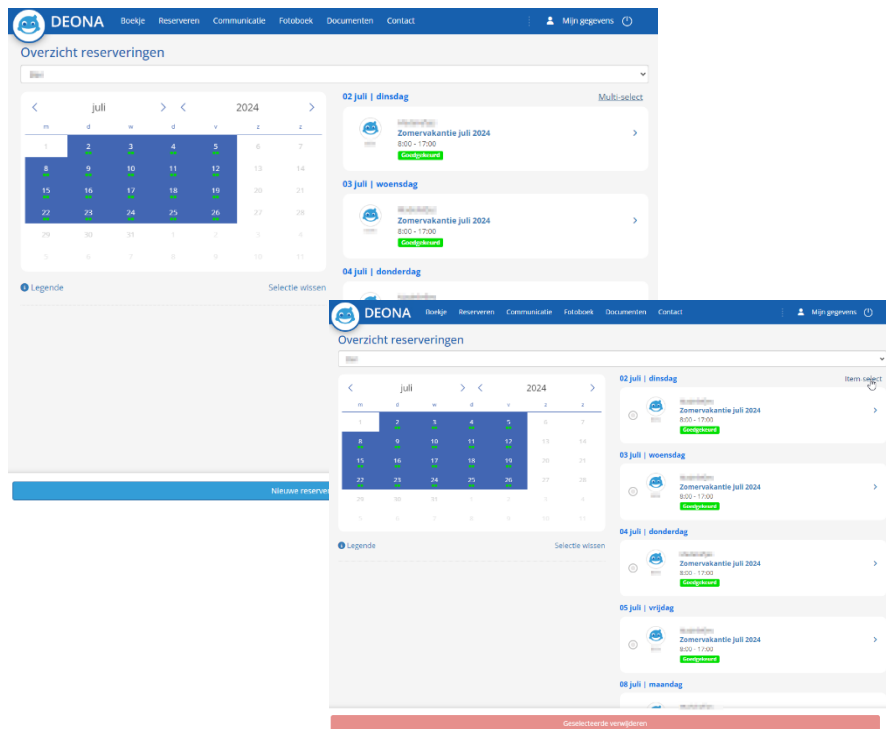 DEONA Boekje Reserveren Communicatie Fotoboek Documenten Contact Mijn gegevens
Overzicht reserveringen
juli 2024
m d w d v z z
1 2 3 4 5 6 7
8 9 10 11 12 13 14
15 16 17 18 19 20 21
22 23 24 25 26 27 28
29 30 31 1 2 3 4
5 6 7 8 9 10 11
Legende Selectie wissen
02 juli | dinsdag Multi-select
Zomervakantie juli 2024
8:00 - 17:00
Goedgekeurd
03 juli | woensdag
Zomervakantie juli 2024
8:00 - 17:00
Goedgekeurd
04 juli | donderdag
Nieuwe reserver
DEONA Boekje Reserveren Communicatie Fotoboek Documenten Contact Mijn gegevens
Overzicht reserveringen
juli 2024
m d w d v z z
1 2 3 4 5 6 7
8 9 10 11 12 13 14
15 16 17 18 19 20 21
22 23 24 25 26 27 28
29 30 31 1 2 3 4
5 6 7 8 9 10 11
Legende Selectie wissen
02 juli | dinsdag Item select
Zomervakantie juli 2024
8:00 - 17:00
Goedgekeurd
03 juli | woensdag
Zomervakantie juli 2024
8:00 - 17:00
Goedgekeurd
04 juli | donderdag
Zomervakantie juli 2024
8:00 - 17:00
Goedgekeurd
05 juli | vrijdag
Zomervakantie juli 2024
8:00 - 17:00
Goedgekeurd
08 juli | maandag
Geselecteerde verwijderen